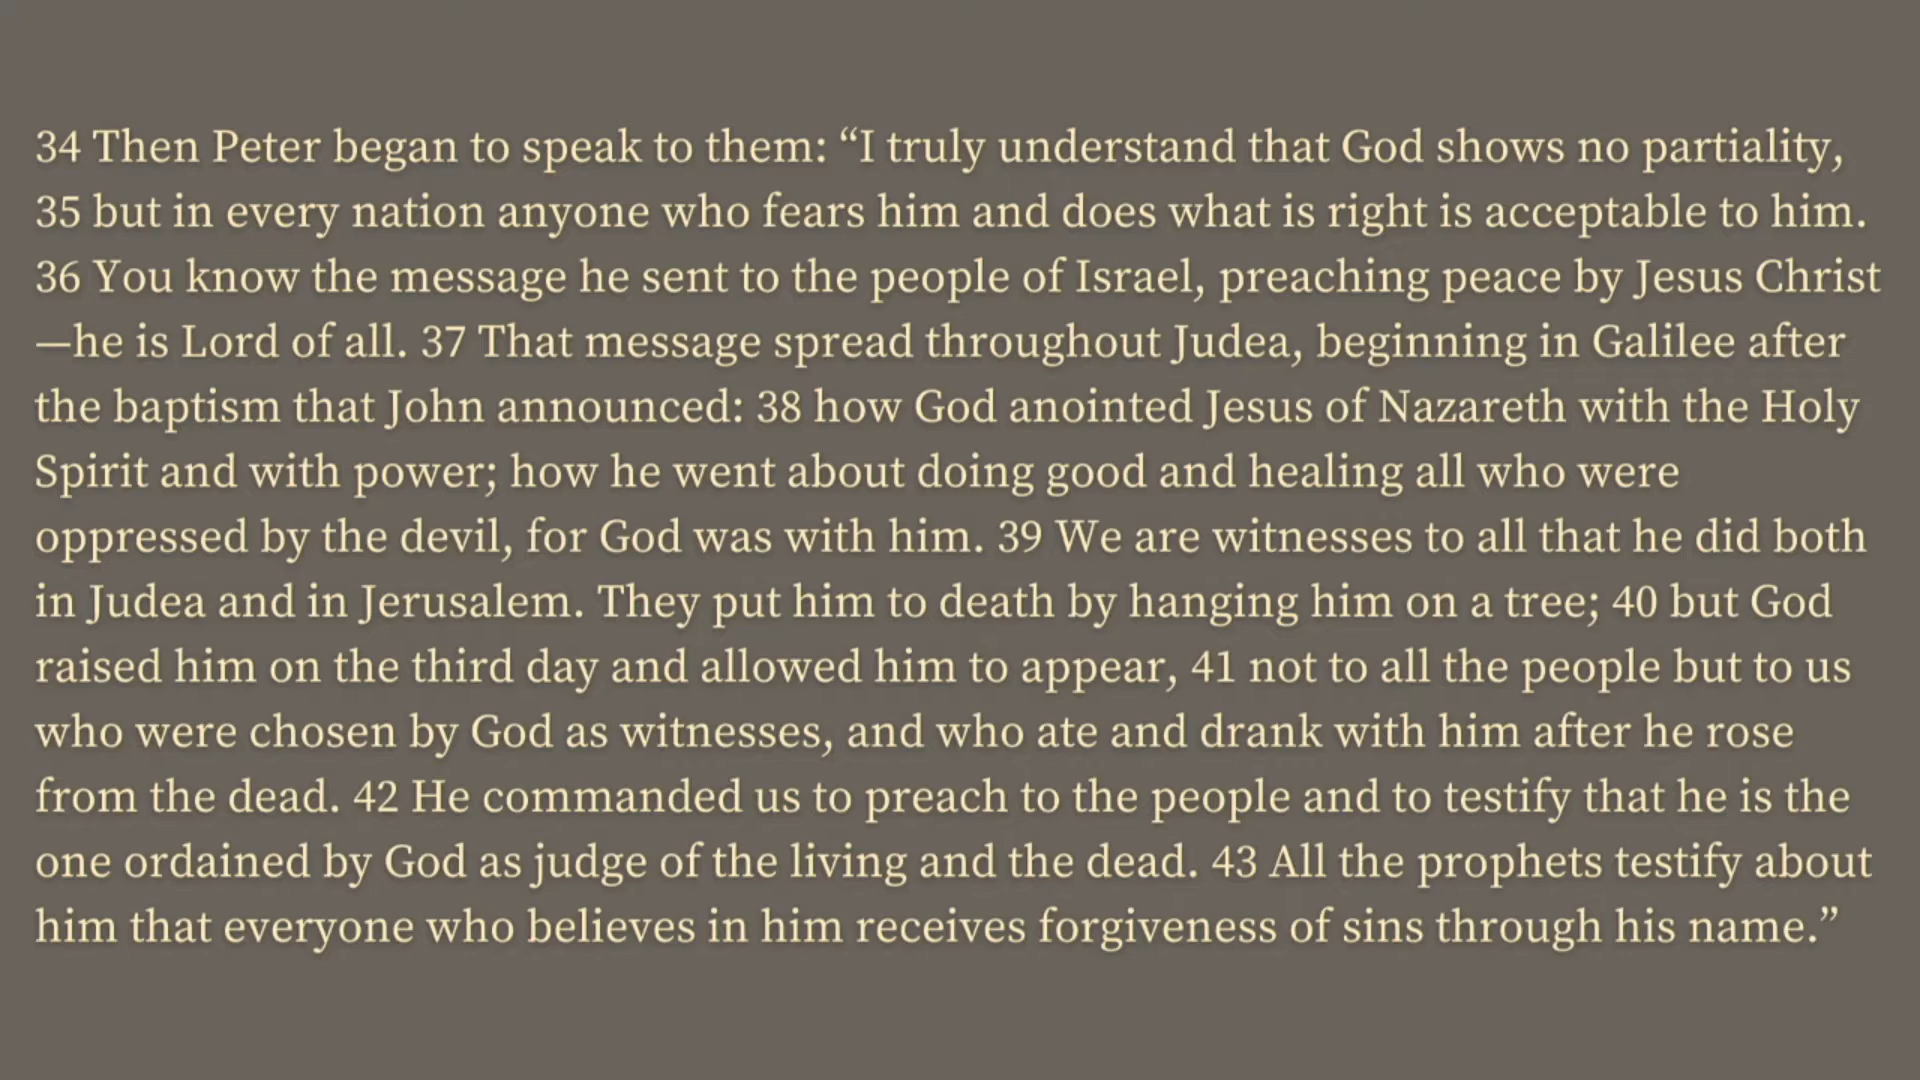 34 Then Peter began to speak to them: “I truly understand that God shows no partiality,
35 but in every nation anyone who fears him and does what is right is acceptable to him.
36 You know the message he sent to the people of Israel, preaching peace by Jesus Christ
—he is Lord of all. 37 That message spread throughout Judea, beginning in Galilee after
the baptism that John announced: 38 how God anointed Jesus of Nazareth with the Holy
Spirit and with power; how he went about doing good and healing all who were
oppressed by the devil, for God was with him. 39 We are witnesses to all that he did both
in Judea and in Jerusalem. They put him to death by hanging him on a tree; 40 but God
raised him on the third day and allowed him to appear, 41 not to all the people but to us
who were chosen by God as witnesses, and who ate and drank with him after he rose
from the dead. 42 He commanded us to preach to the people and to testify that he is the
one ordained by God as judge of the living and the dead. 43 All the prophets testify about
him that everyone who believes in him receives forgiveness of sins through his name.”